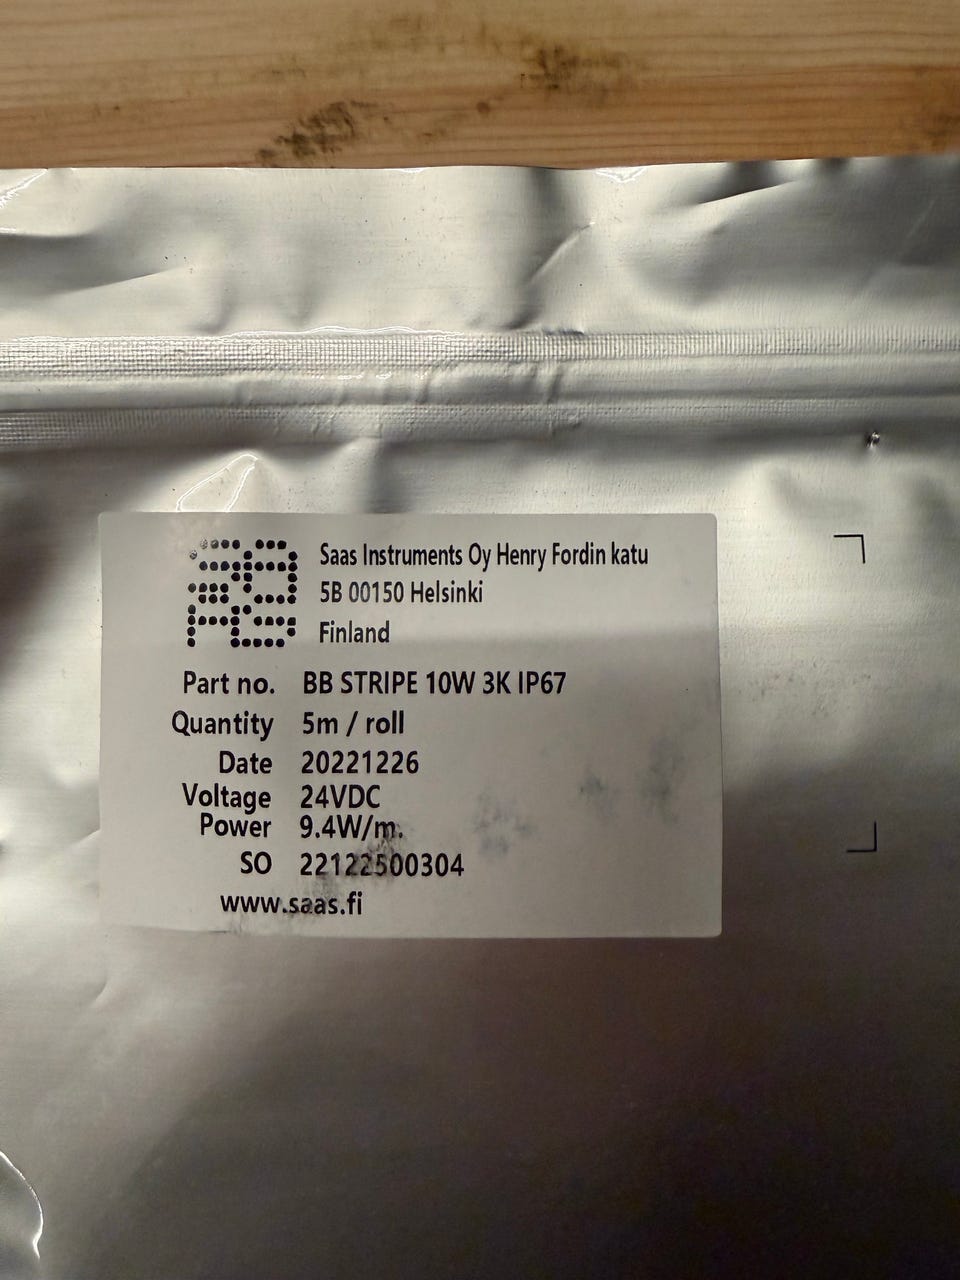 Saas Instruments Oy Henry Fordin katu
5B 00150 Helsinki
Finland
Part no. BB STRIPE 10W 3K IP67
Quantity 5m / roll
Date 20221226
Voltage 24VDC
Power 9.4W/m.
SO 22122500304
www.saas.fi